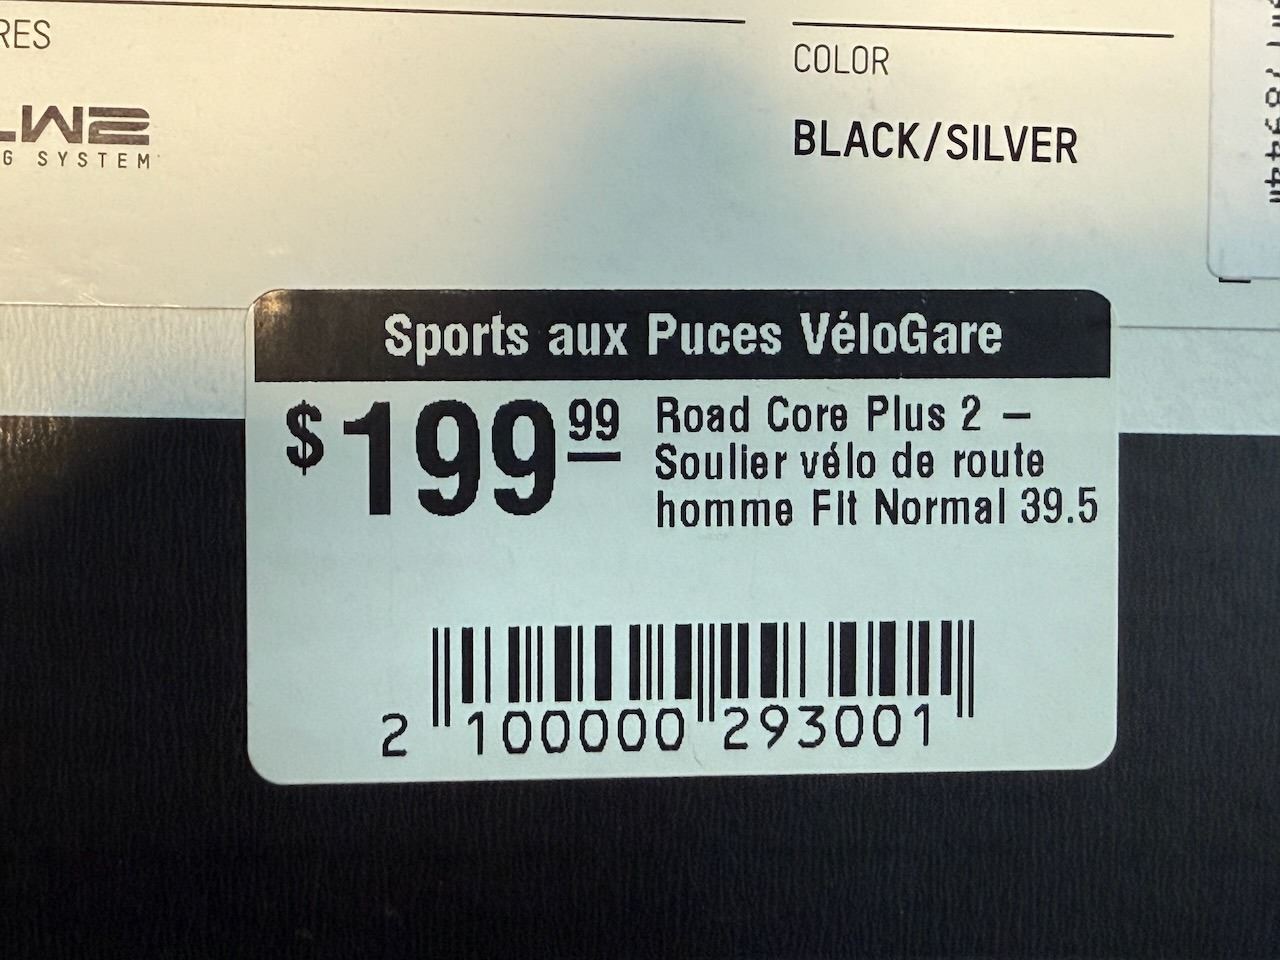 COLOR
BLACK/SILVER
SYSTEM
Sports aux Puces VéloGare
$199.99 Road Core Plus 2 –
Soulier vélo de route
homme Fit Normal 39.5
2 100000 293001